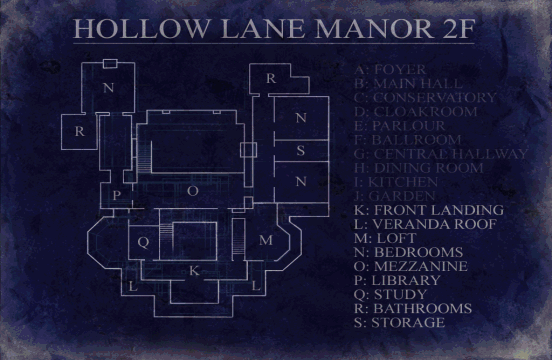 HOLLOW LANE MANOR 2F
N
R
R
N
S
N
P
O
Q
M
K
L
L
A: FOYER
B: MAIN HALL
C: CONSERVATORY
D: CLOAKROOM
E: PARLOUR
F: BALLROOM
G: CENTRAL HALLWAY
H: DINING ROOM
I: KITCHEN
J: GARDEN
K: FRONT LANDING
L: VERANDA ROOF
M: LOFT
N: BEDROOMS
O: MEZZANINE
P: LIBRARY
Q: STUDY
R: BATHROOMS
S: STORAGE